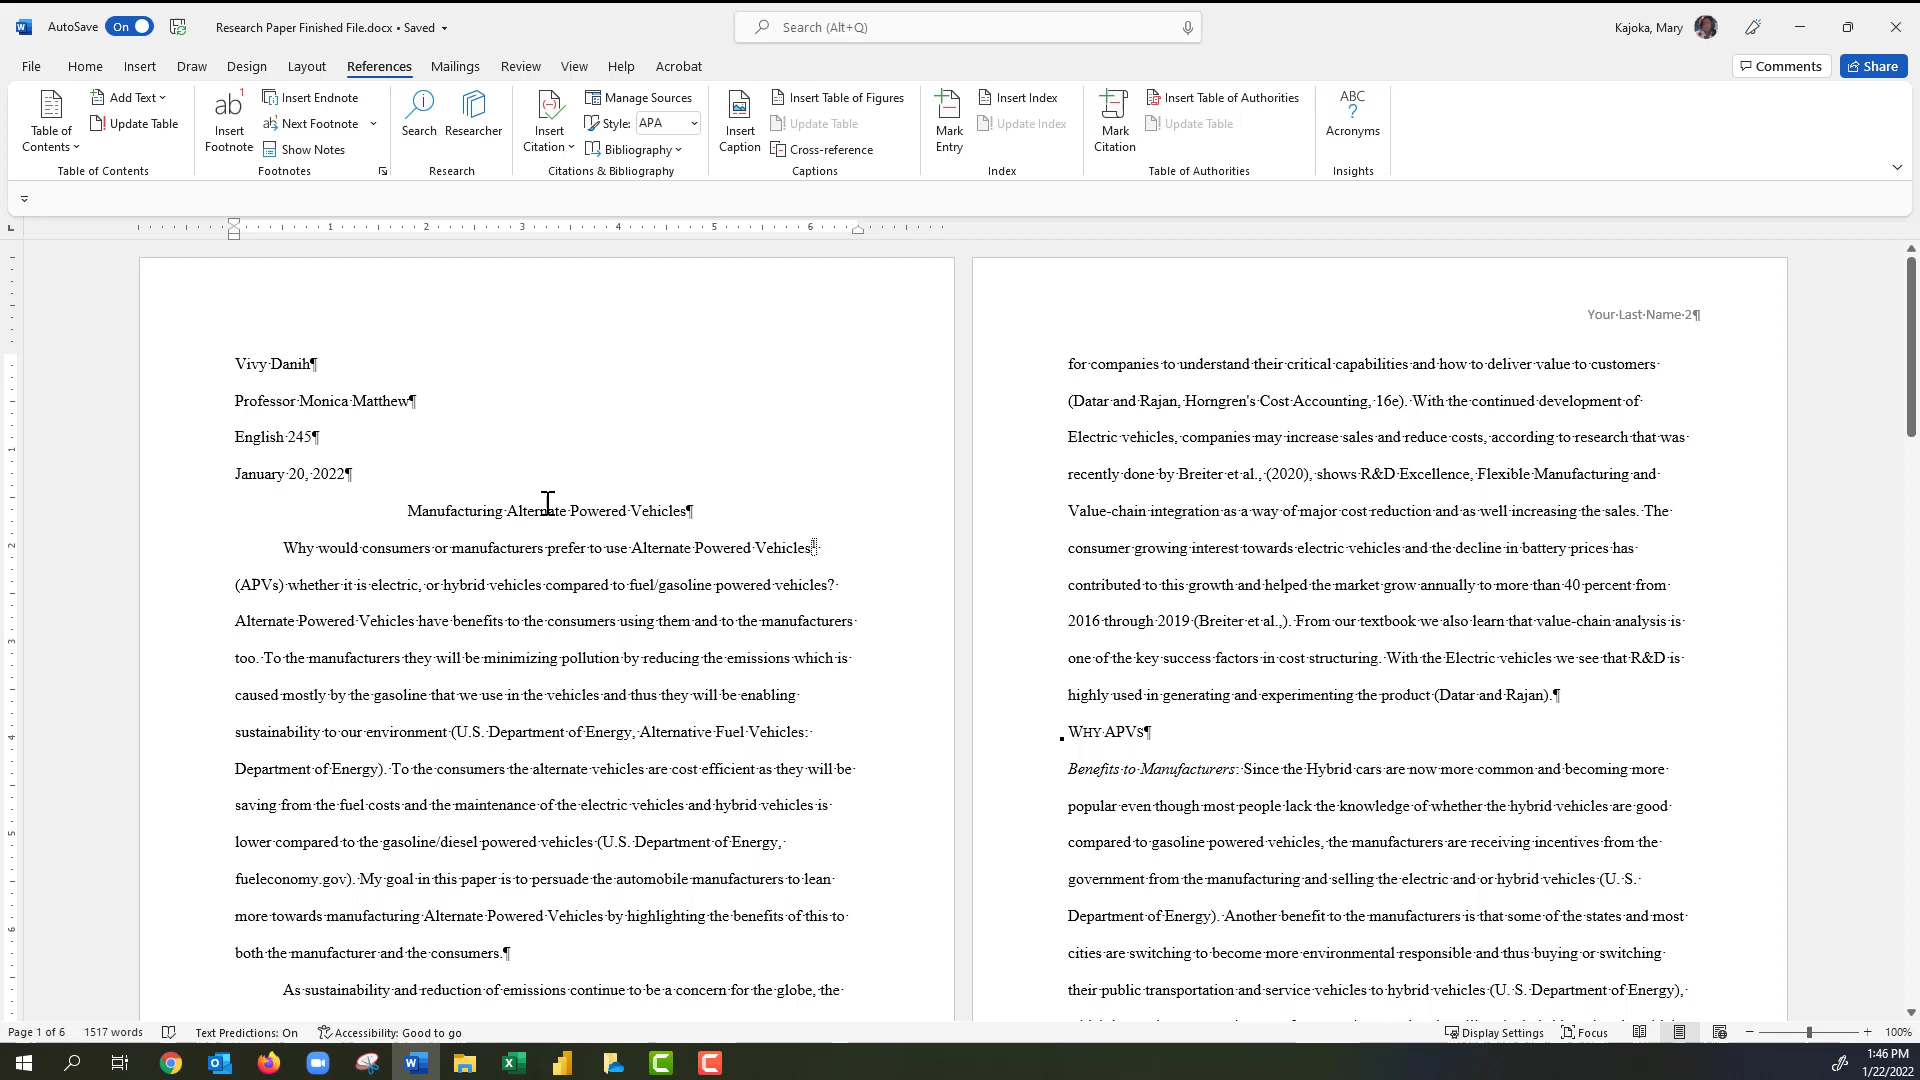 AutoSave On Research Paper Finished File.docx • Saved Search (Alt+Q) Kajoka, Mary
File Home Insert Draw Design Layout References Mailings Review View Help Acrobat Comments Share
Table of Contents
Add Text
Update Table
Table of Contents
ab1
Insert Footnote
Insert Endnote
Next Footnote
Show Notes
Footnotes
Search
Researcher
Research
Insert Citation
Manage Sources
Style: APA
Bibliography
Citations & Bibliography
Insert Caption
Insert Table of Figures
Update Table
Cross-reference
Captions
Mark Entry
Insert Index
Update Index
Index
Mark Citation
Insert Table of Authorities
Update Table
Table of Authorities
ABC
?
Acronyms
Insights
1 2 3 4 5 6
1
2
3
4
5
6
Vivy Danih¶
Professor Monica Matthew¶
English 245¶
January 20, 2022¶
Manufacturing Alternate Powered Vehicles¶
Why would consumers or manufacturers prefer to use Alternate Powered Vehicles
(APVs) whether it is electric, or hybrid vehicles compared to fuel/gasoline powered vehicles?
Alternate Powered Vehicles have benefits to the consumers using them and to the manufacturers
too. To the manufacturers they will be minimizing pollution by reducing the emissions which is
caused mostly by the gasoline that we use in the vehicles and thus they will be enabling
sustainability to our environment (U.S. Department of Energy, Alternative Fuel Vehicles:
Department of Energy). To the consumers the alternate vehicles are cost efficient as they will be
saving from the fuel costs and the maintenance of the electric vehicles and hybrid vehicles is
lower compared to the gasoline/diesel powered vehicles (U.S. Department of Energy,
fueleconomy.gov). My goal in this paper is to persuade the automobile manufacturers to lean
more towards manufacturing Alternate Powered Vehicles by highlighting the benefits of this to
both the manufacturer and the consumers.¶
As sustainability and reduction of emissions continue to be a concern for the globe, the
Your Last Name 2¶
for companies to understand their critical capabilities and how to deliver value to customers
(Datar and Rajan, Horngren's Cost Accounting, 16e). With the continued development of
Electric vehicles, companies may increase sales and reduce costs, according to research that was
recently done by Breiter et al., (2020), shows R&D Excellence, Flexible Manufacturing and
Value-chain integration as a way of major cost reduction and as well increasing the sales. The
consumer growing interest towards electric vehicles and the decline in battery prices has
contributed to this growth and helped the market grow annually to more than 40 percent from
2016 through 2019 (Breiter et al.,). From our textbook we also learn that value-chain analysis is
one of the key success factors in cost structuring. With the Electric vehicles we see that R&D is
highly used in generating and experimenting the product (Datar and Rajan).¶
WHY APVS¶
Benefits to Manufacturers: Since the Hybrid cars are now more common and becoming more
popular even though most people lack the knowledge of whether the hybrid vehicles are good
compared to gasoline powered vehicles, the manufacturers are receiving incentives from the
government from the manufacturing and selling the electric and or hybrid vehicles (U. S.
Department of Energy). Another benefit to the manufacturers is that some of the states and most
cities are switching to become more environmental responsible and thus buying or switching
their public transportation and service vehicles to hybrid vehicles (U. S. Department of Energy),
Page 1 of 6 1517 words Text Predictions: On Accessibility: Good to go Display Settings Focus 100%
1:46 PM
1/22/2022